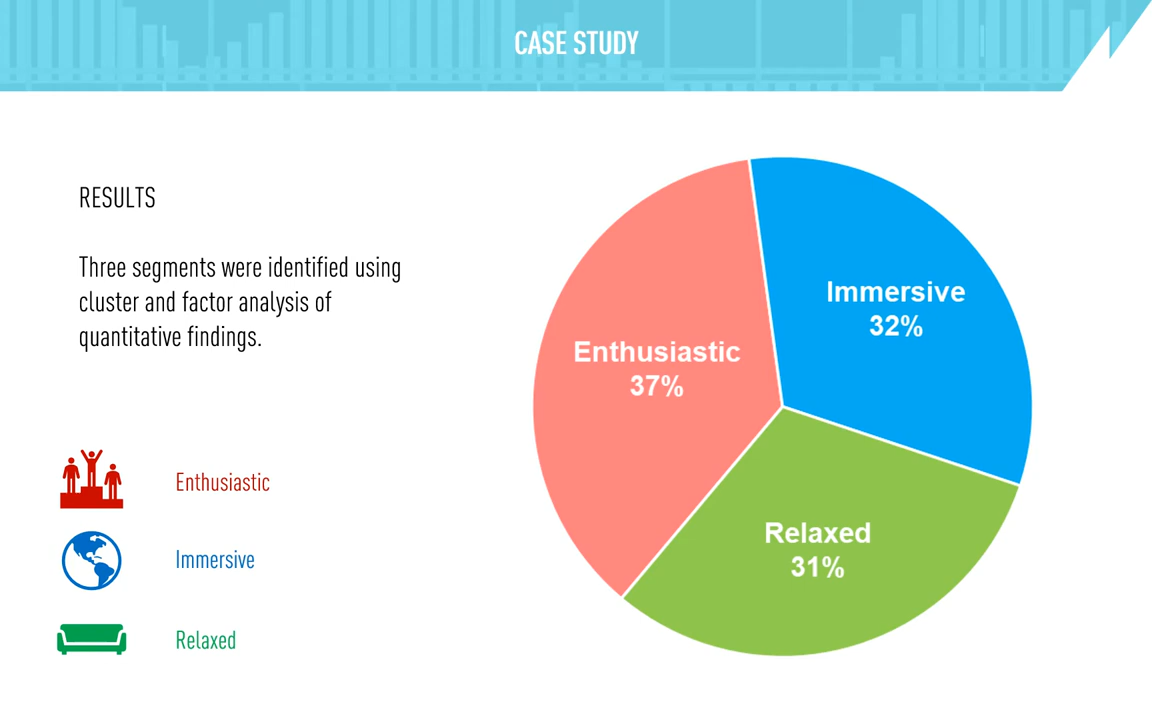 CASE STUDY
RESULTS
Three segments were identified using
cluster and factor analysis of
quantitative findings.
Enthusiastic
Immersive
Relaxed
Immersive
32%
Enthusiastic
37%
Relaxed
31%